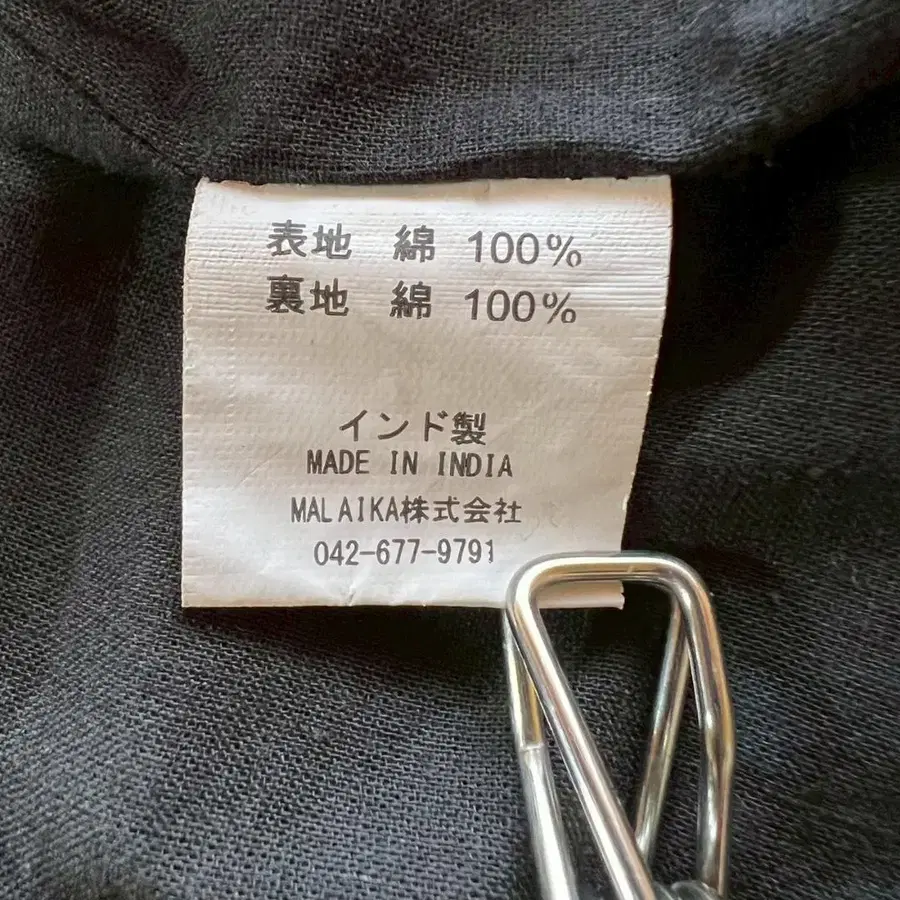 表地 綿 100%
裏地 綿 100%
インド製
MADE IN INDIA
MALAIKA株式会社
042-677-9791